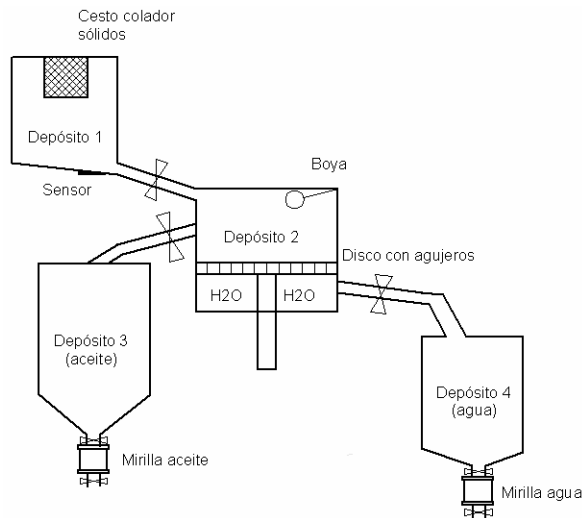 Cesto colador
sólidos
Depósito 1
Sensor
Boya
Depósito 2
Disco con agujeros
H2O
H2O
Depósito 3
(aceite)
Depósito 4
(agua)
Mirilla aceite
Mirilla agua